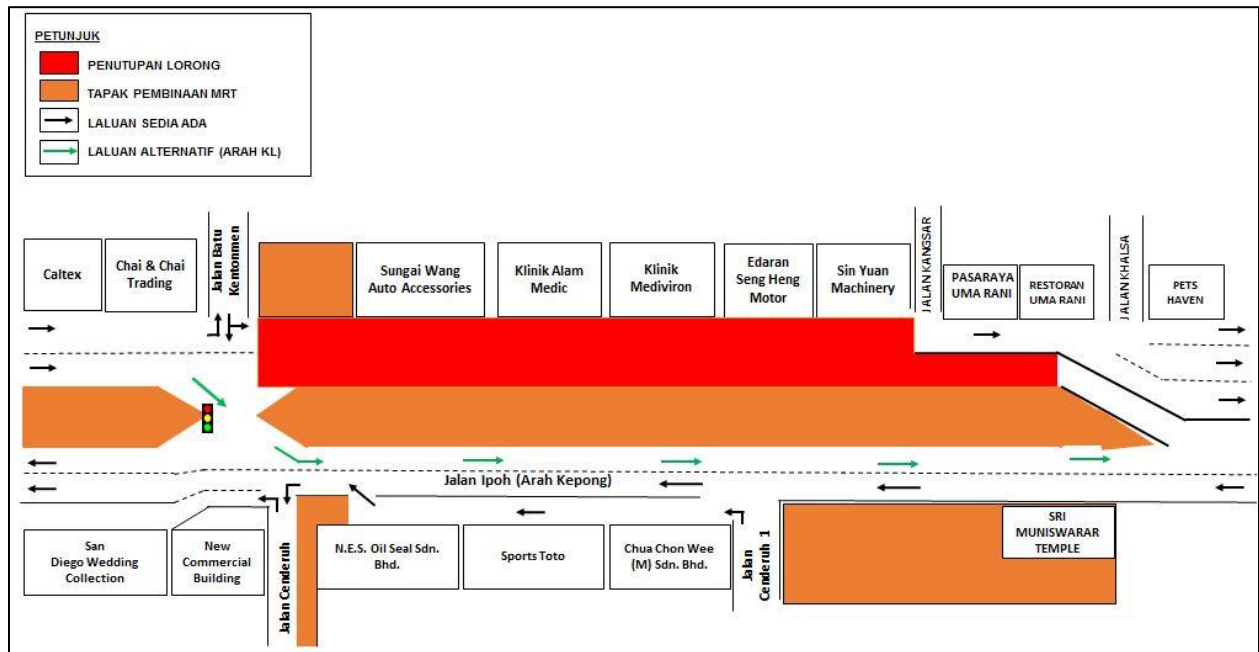 PETUNJUK
PENUTUPAN LORONG
TAPAK PEMBINAAN MRT
LALUAN SEDIA ADA
LALUAN ALTERNATIF (ARAH KL)
Caltex
Chai & Chai
Trading
Jalan Batu
Kentonmen
Sungai Wang
Auto Accessories
Klinik Alam
Medic
Klinik
Mediviron
Edaran
Seng Heng
Motor
Sin Yuan
Machinery
JALAN KANGSAR
PASARAYA
UMA RANI
RESTORAN
UMA RANI
JALAN KHALSA
PETS
HAVEN
Jalan Ipoh (Arah Kepong)
San
Diego Wedding
Collection
New
Commercial
Building
Jalan Cenderuh
N.E.S. Oil Seal Sdn.
Bhd.
Sports Toto
Chua Chon Wee
(M) Sdn. Bhd.
Jalan
Cenderuh 1
SRI
MUNISWARAR
TEMPLE